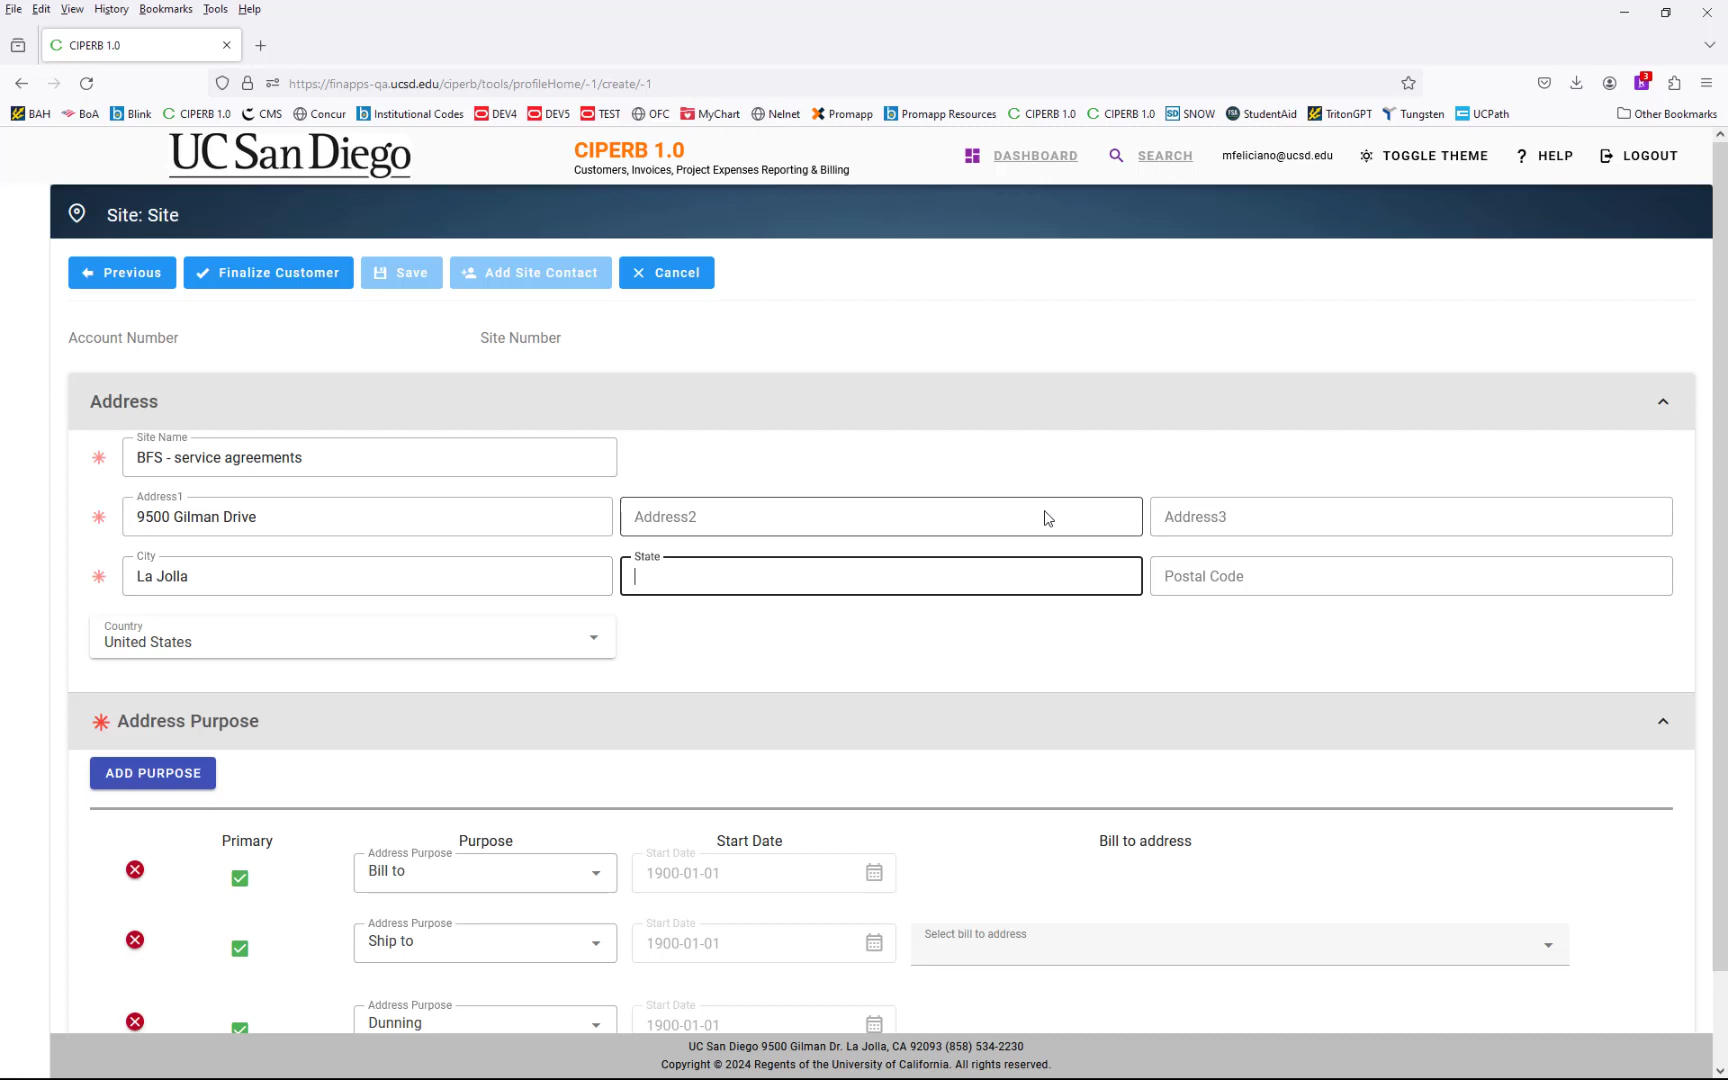 File Edit View History Bookmarks Tools Help
CIPERB 1.0
https://finapps-qa.ucsd.edu/ciperb/tools/profileHome/-1/create/-1
3
BAH BoA Blink CIPERB 1.0 CMS Concur Institutional Codes DEV4 DEV5 TEST OFC MyChart Nelnet Promapp Promapp Resources CIPERB 1.0 CIPERB 1.0 SNOW StudentAid TritonGPT Tungsten UCPath Other Bookmarks
UC San Diego
CIPERB 1.0
Customers, Invoices, Project Expenses Reporting & Billing
DASHBOARD SEARCH mfeliciano@ucsd.edu TOGGLE THEME ? HELP LOGOUT
Site: Site
Previous Finalize Customer Save Add Site Contact Cancel
Account Number Site Number
Address
Site Name
BFS - service agreements
Address1
9500 Gilman Drive Address2 Address3
City State
La Jolla Postal Code
Country
United States
Address Purpose
ADD PURPOSE
Primary Purpose Start Date Bill to address
Address Purpose Start Date
Bill to 1900-01-01
Address Purpose Start Date Select bill to address
Ship to 1900-01-01
Address Purpose Start Date
Dunning 1900-01-01
UC San Diego 9500 Gilman Dr. La Jolla, CA 92093 (858) 534-2230
Copyright © 2024 Regents of the University of California. All rights reserved.